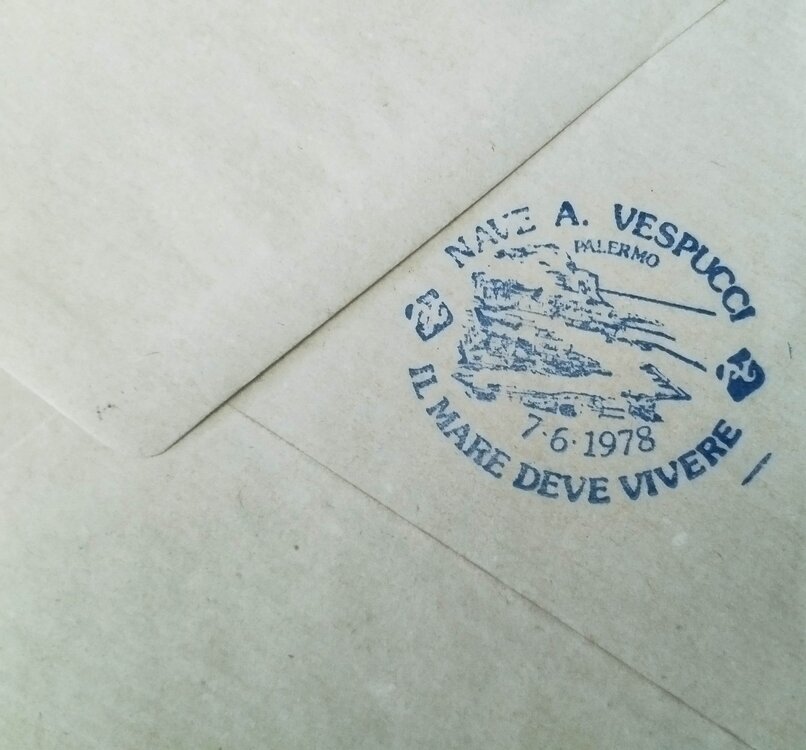 NAVE A. VESPUCCI
PALERMO
7·6·1978
IL MARE DEVE VIVERE